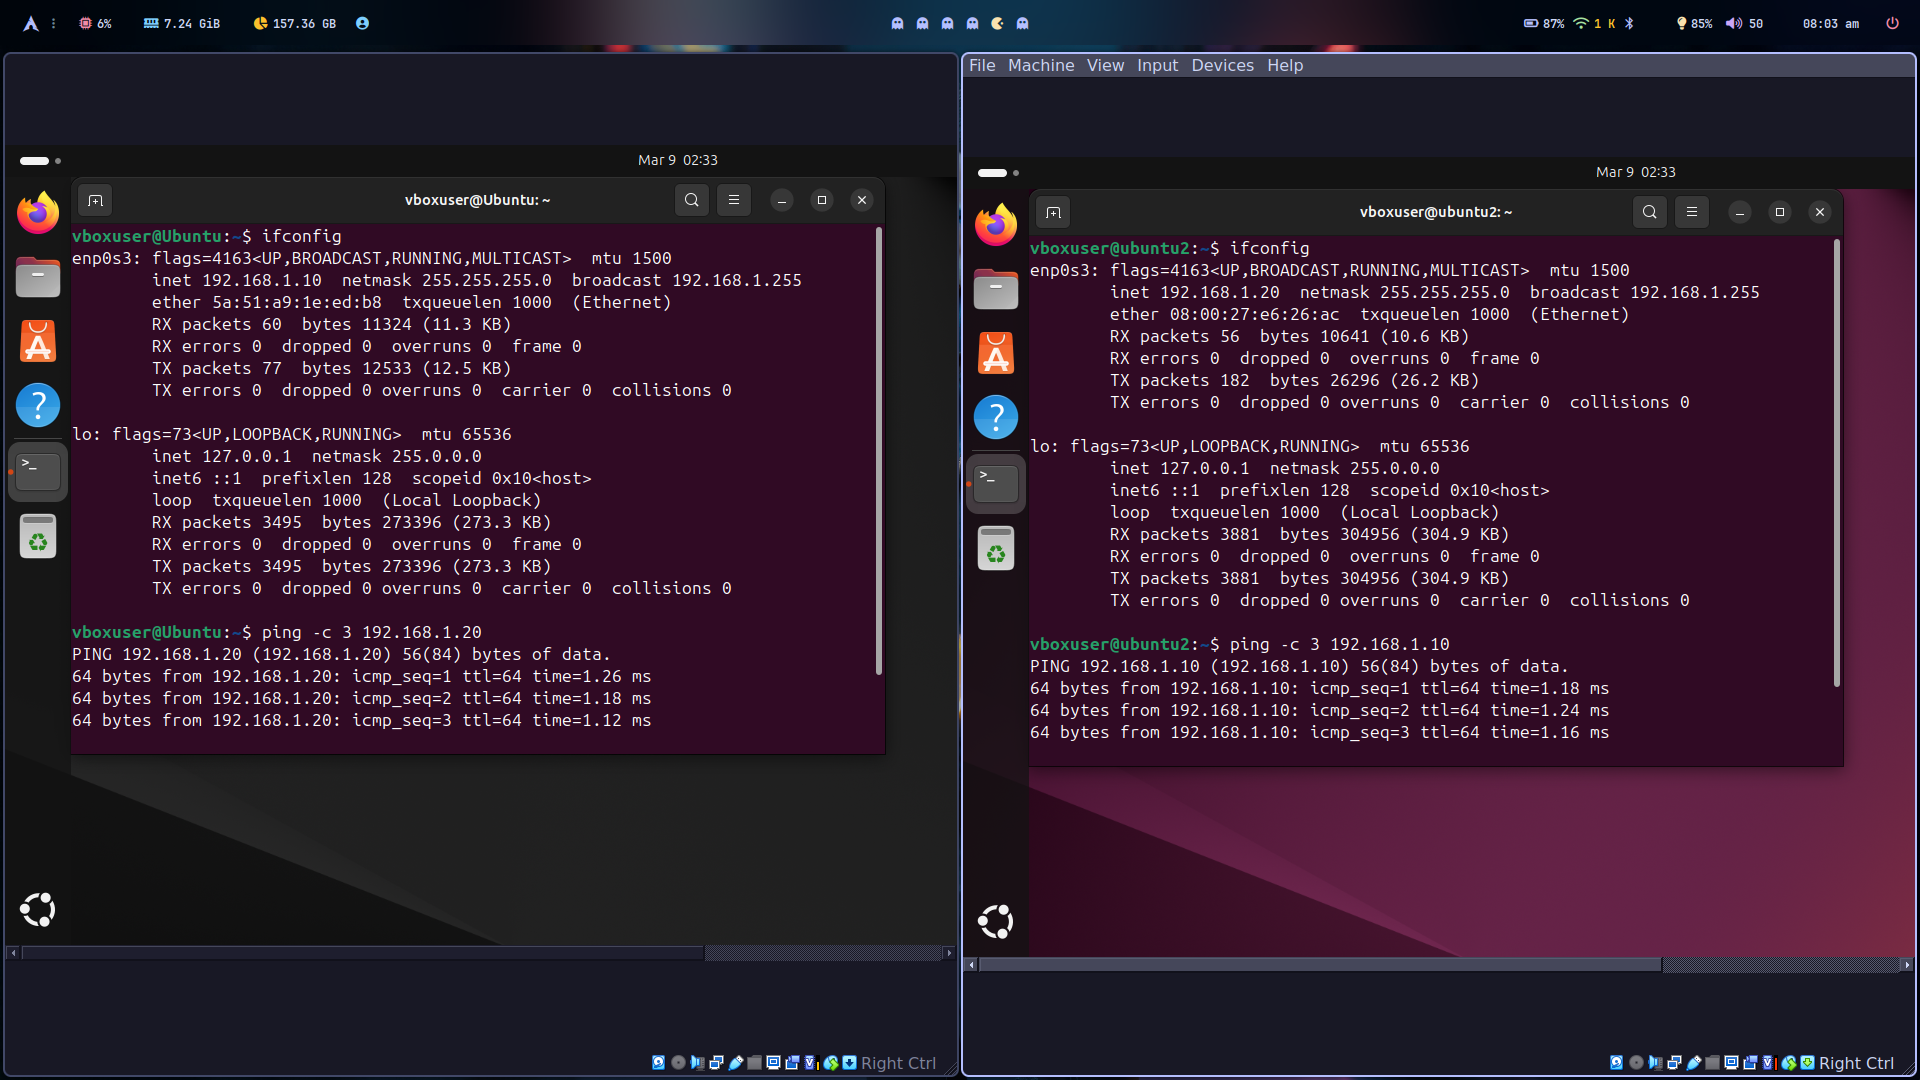 6% 7.24 GiB 157.36 GB 87% 1 K 85% 50 08:03 am
Mar 9 02:33
vboxuser@Ubuntu: ~
vboxuser@Ubuntu:~$ ifconfig
enp0s3: flags=4163<UP,BROADCAST,RUNNING,MULTICAST>  mtu 1500
        inet 192.168.1.10  netmask 255.255.255.0  broadcast 192.168.1.255
        ether 5a:51:a9:1e:ed:b8  txqueuelen 1000  (Ethernet)
        RX packets 60  bytes 11324 (11.3 KB)
        RX errors 0  dropped 0  overruns 0  frame 0
        TX packets 77  bytes 12533 (12.5 KB)
        TX errors 0  dropped 0 overruns 0  carrier 0  collisions 0
lo: flags=73<UP,LOOPBACK,RUNNING>  mtu 65536
        inet 127.0.0.1  netmask 255.0.0.0
        inet6 ::1  prefixlen 128  scopeid 0x10<host>
        loop  txqueuelen 1000  (Local Loopback)
        RX packets 3495  bytes 273396 (273.3 KB)
        RX errors 0  dropped 0  overruns 0  frame 0
        TX packets 3495  bytes 273396 (273.3 KB)
        TX errors 0  dropped 0 overruns 0  carrier 0  collisions 0
vboxuser@Ubuntu:~$ ping -c 3 192.168.1.20
PING 192.168.1.20 (192.168.1.20) 56(84) bytes of data.
64 bytes from 192.168.1.20: icmp_seq=1 ttl=64 time=1.26 ms
64 bytes from 192.168.1.20: icmp_seq=2 ttl=64 time=1.18 ms
64 bytes from 192.168.1.20: icmp_seq=3 ttl=64 time=1.12 ms
Right Ctrl
File Machine View Input Devices Help
Mar 9 02:33
vboxuser@ubuntu2: ~
vboxuser@ubuntu2:~$ ifconfig
enp0s3: flags=4163<UP,BROADCAST,RUNNING,MULTICAST>  mtu 1500
        inet 192.168.1.20  netmask 255.255.255.0  broadcast 192.168.1.255
        ether 08:00:27:e6:26:ac  txqueuelen 1000  (Ethernet)
        RX packets 56  bytes 10641 (10.6 KB)
        RX errors 0  dropped 0  overruns 0  frame 0
        TX packets 182  bytes 26296 (26.2 KB)
        TX errors 0  dropped 0 overruns 0  carrier 0  collisions 0
lo: flags=73<UP,LOOPBACK,RUNNING>  mtu 65536
        inet 127.0.0.1  netmask 255.0.0.0
        inet6 ::1  prefixlen 128  scopeid 0x10<host>
        loop  txqueuelen 1000  (Local Loopback)
        RX packets 3881  bytes 304956 (304.9 KB)
        RX errors 0  dropped 0  overruns 0  frame 0
        TX packets 3881  bytes 304956 (304.9 KB)
        TX errors 0  dropped 0 overruns 0  carrier 0  collisions 0
vboxuser@ubuntu2:~$ ping -c 3 192.168.1.10
PING 192.168.1.10 (192.168.1.10) 56(84) bytes of data.
64 bytes from 192.168.1.10: icmp_seq=1 ttl=64 time=1.18 ms
64 bytes from 192.168.1.10: icmp_seq=2 ttl=64 time=1.24 ms
64 bytes from 192.168.1.10: icmp_seq=3 ttl=64 time=1.16 ms
Right Ctrl